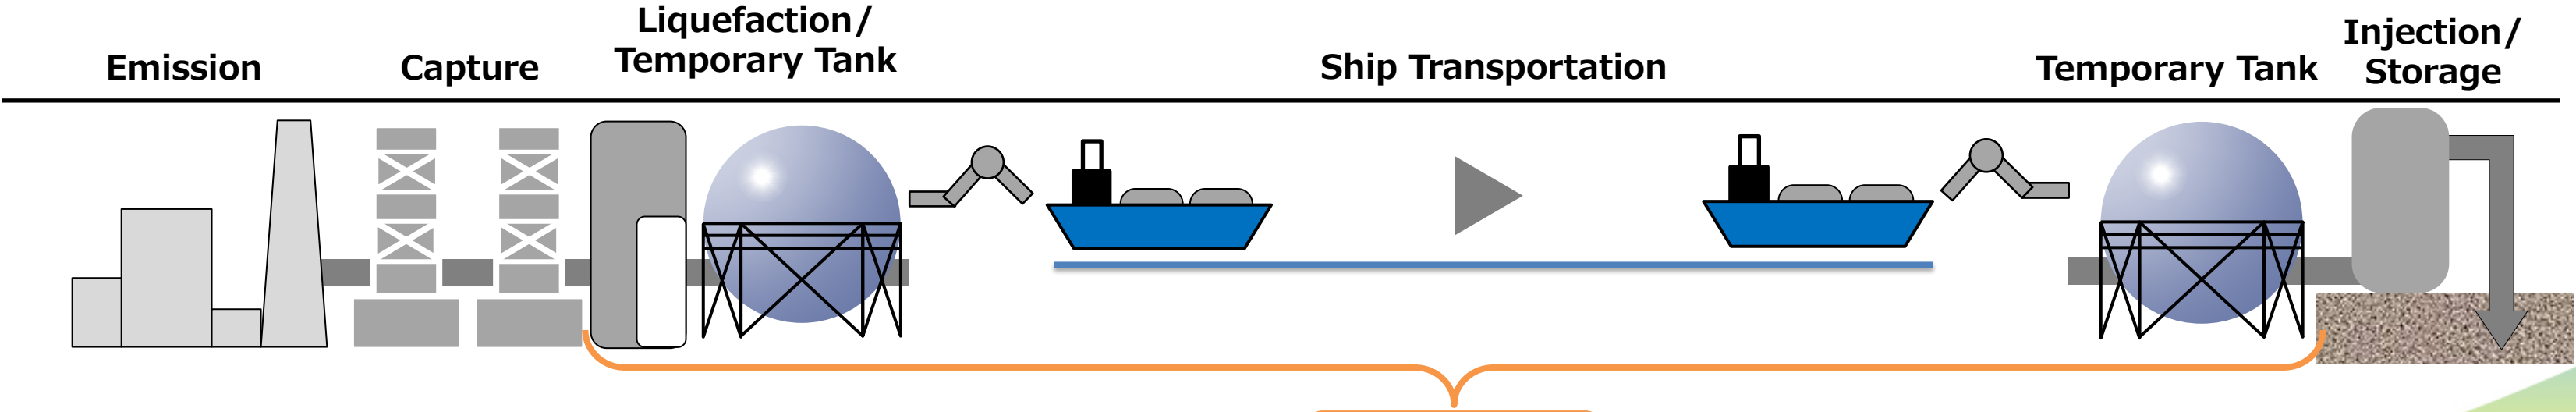 Emission
Capture
Liquefaction/
Temporary Tank
Ship Transportation
Temporary Tank
Injection/
Storage